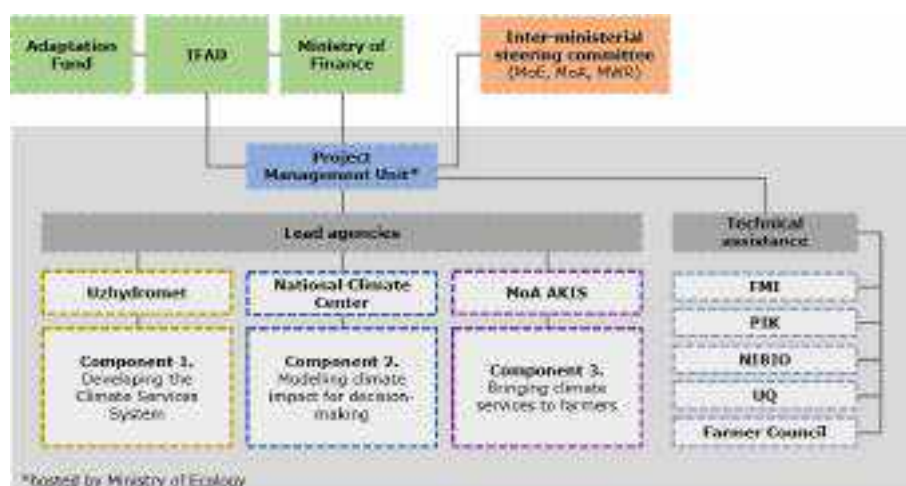 Adaptation
Fund
IFAD
Ministry of
Finance
Inter-ministerial
steering committee
(MoE, MoA, MWR)
Project
Management Unit*
Lead agencies
Technical
assistance
Uzhydromet
National Climate
Center
MoA AKIS
FMI
PIK
NIBIO
UQ
Farmer Council
Component 1.
Developing the
Climate Services
System
Component 2.
Modelling climate
impact for decision-
making
Component 3.
Bringing climate
services to farmers
*hosted by Ministry of Ecology